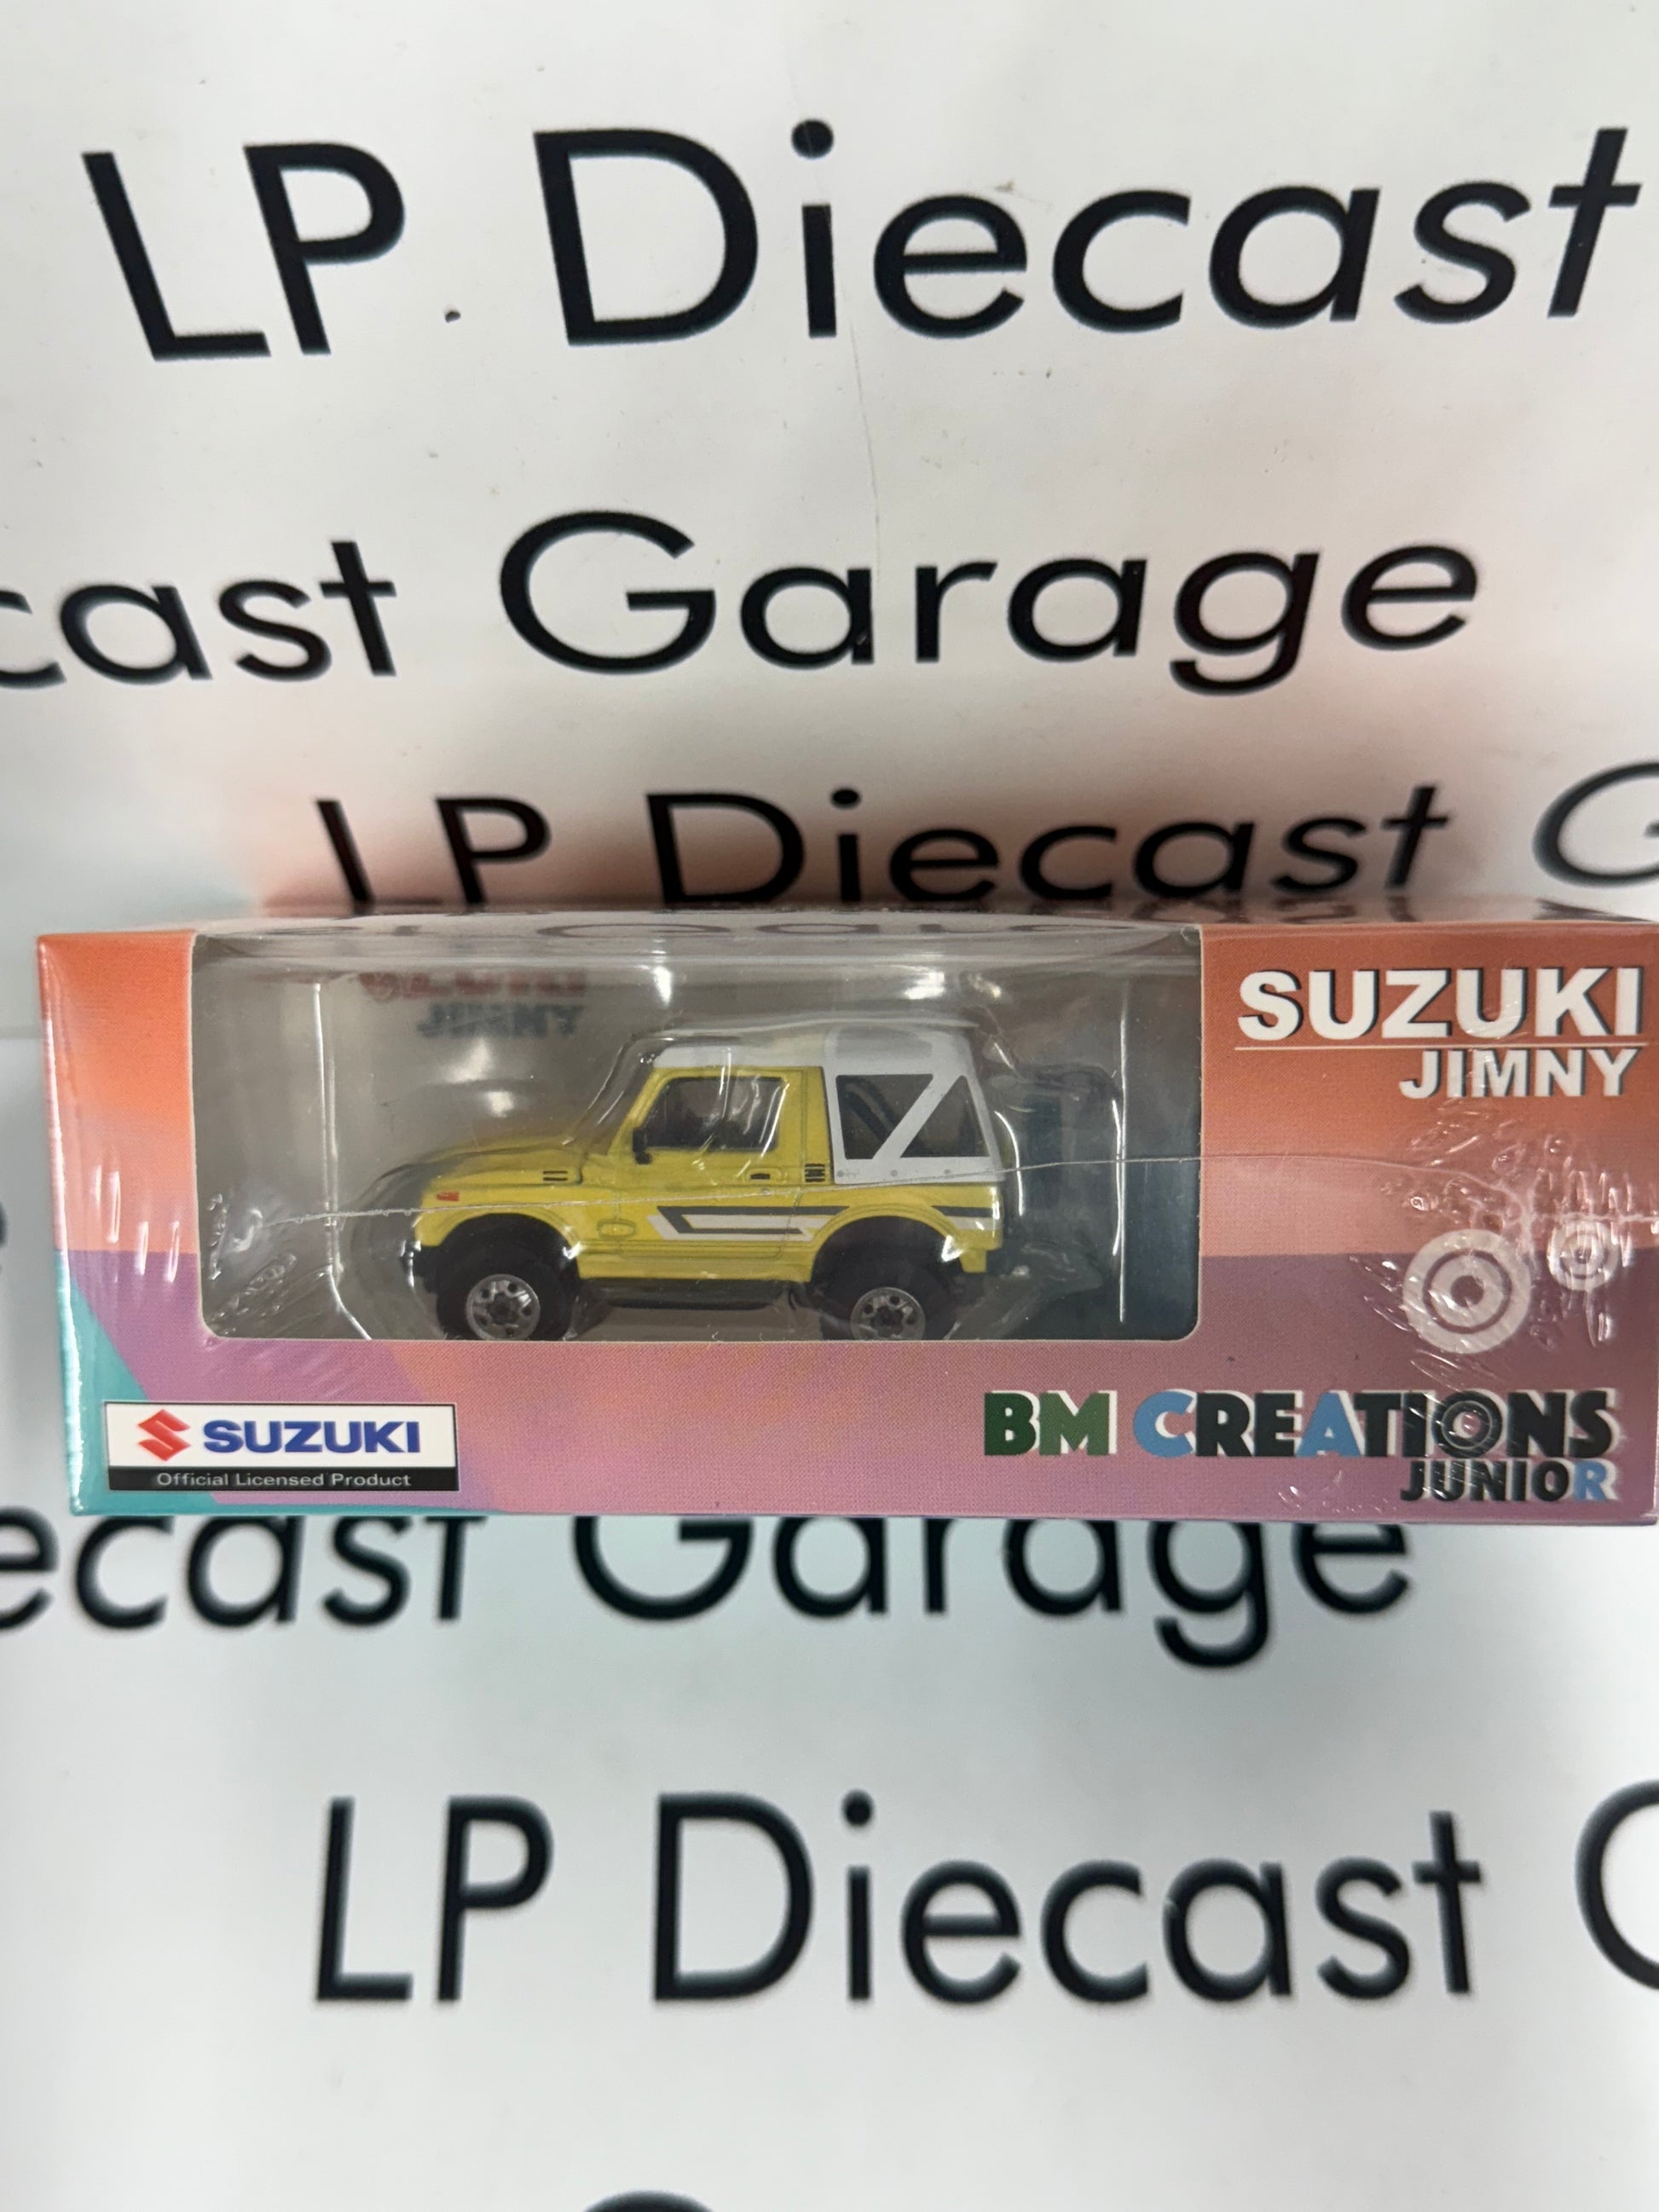 LP Diecast
cast Garage
LP Diecast G
SUZUKI
JIMNY
JIMNY
SUZUKI
Official Licensed Product
BM CREATIONS
JUNIOR
ecast Garage
LP Diecast G